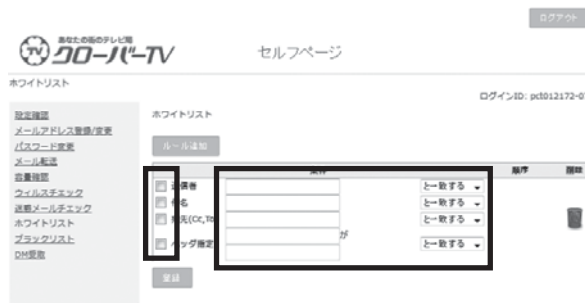 ログアウト
あなたの街のテレビ局
クローバーTV
セルフページ
ホワイトリスト
ログインID: pct012172-0
設定確認
メールアドレス登録/変更
パスワード変更
メール転送
容量確認
ウィルスチェック
迷惑メールチェック
ホワイトリスト
ブラックリスト
DM受取
ホワイトリスト
ルール追加
条件 順序 削除
送信者 と一致する
件名 と一致する
宛先(Cc,To と一致する
ヘッダ指定 が と一致する
登録